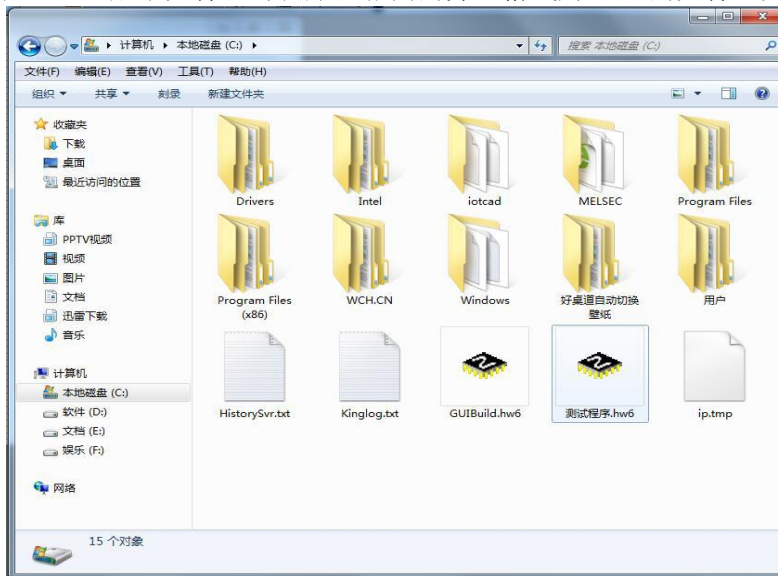 计算机 ▸ 本地磁盘 (C:) ▸
搜索 本地磁盘 (C:)
文件(F) 编辑(E) 查看(V) 工具(T) 帮助(H)
组织 共享 刻录 新建文件夹
收藏夹
下载
桌面
最近访问的位置
库
PPTV视频
视频
图片
文档
迅雷下载
音乐
计算机
本地磁盘 (C:)
软件 (D:)
文档 (E:)
娱乐 (F:)
网络
Drivers Intel iotcad MELSEC Program Files
Program Files WCH.CN Windows 好桌道自动切换 用户
(x86) 壁纸
HistorySvr.txt Kinglog.txt GUIBuild.hw6 测试程序.hw6 ip.tmp
15 个对象